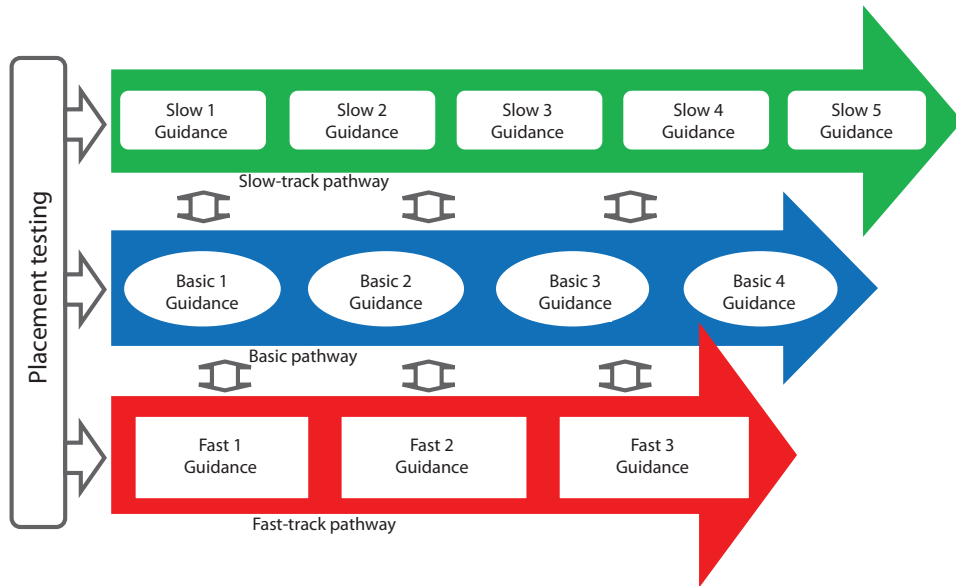 Placement testing
Slow 1
Guidance
Slow 2
Guidance
Slow 3
Guidance
Slow 4
Guidance
Slow 5
Guidance
Slow-track pathway
Basic 1
Guidance
Basic 2
Guidance
Basic 3
Guidance
Basic 4
Guidance
Basic pathway
Fast 1
Guidance
Fast 2
Guidance
Fast 3
Guidance
Fast-track pathway